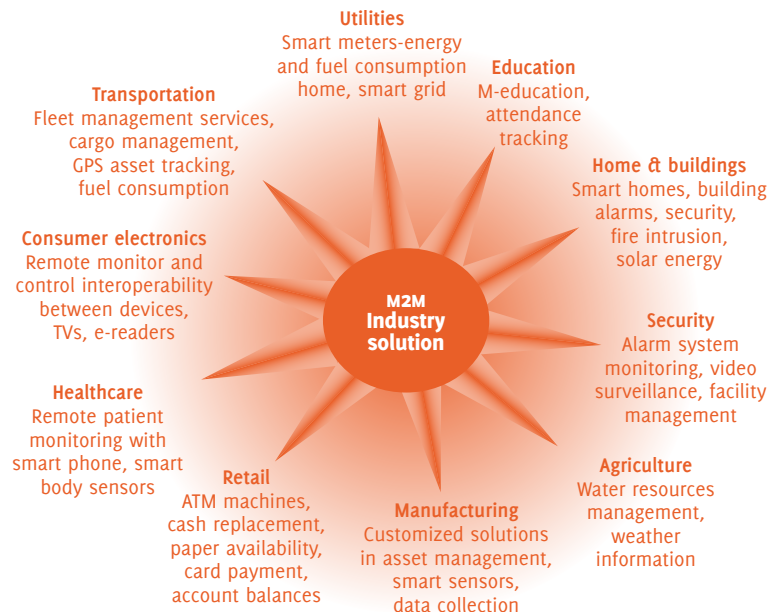 Utilities
Smart meters-energy
and fuel consumption
home, smart grid
Education
M-education,
attendance
tracking
Home & buildings
Smart homes, building
alarms, security,
fire intrusion,
solar energy
Security
Alarm system
monitoring, video
surveillance, facility
management
Agriculture
Water resources
management,
weather
information
Manufacturing
Customized solutions
in asset management,
smart sensors,
data collection
Retail
ATM machines,
cash replacement,
paper availability,
card payment,
account balances
Healthcare
Remote patient
monitoring with
smart phone, smart
body sensors
Consumer electronics
Remote monitor and
control interoperability
between devices,
TVs, e-readers
Transportation
Fleet management services,
cargo management,
GPS asset tracking,
fuel consumption
M2M
Industry
solution